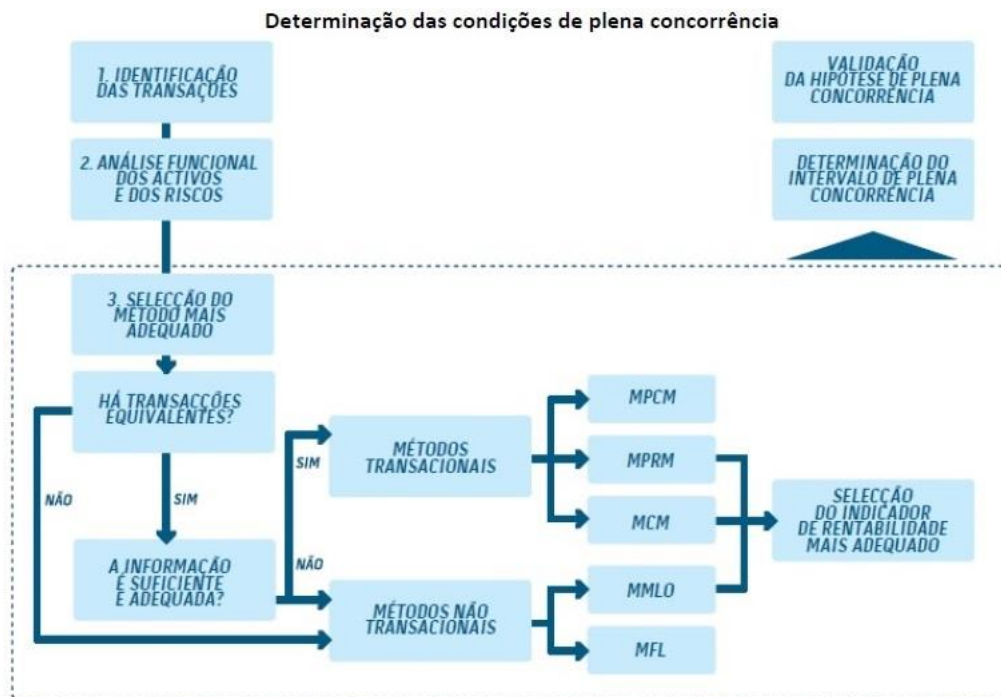 Determinação das condições de plena concorrência
1. IDENTIFICAÇÃO
DAS TRANSAÇÕES
2. ANÁLISE FUNCIONAL
DOS ACTIVOS
E DOS RISCOS
3. SELECÇÃO DO
MÉTODO MAIS
ADEQUADO
HÁ TRANSACÇÕES
EQUIVALENTES?
NÃO
SIM
A INFORMAÇÃO
É SUFICIENTE
E ADEQUADA?
SIM
NÃO
MÉTODOS
TRANSACIONAIS
MÉTODOS NÃO
TRANSACIONAIS
MPCM
MPRM
MCM
MMLO
MFL
SELECÇÃO
DO INDICADOR
DE RENTABILIDADE
MAIS ADEQUADO
VALIDAÇÃO
DA HIPÓTESE DE PLENA
CONCORRÊNCIA
DETERMINAÇÃO DO
INTERVALO DE PLENA
CONCORRÊNCIA